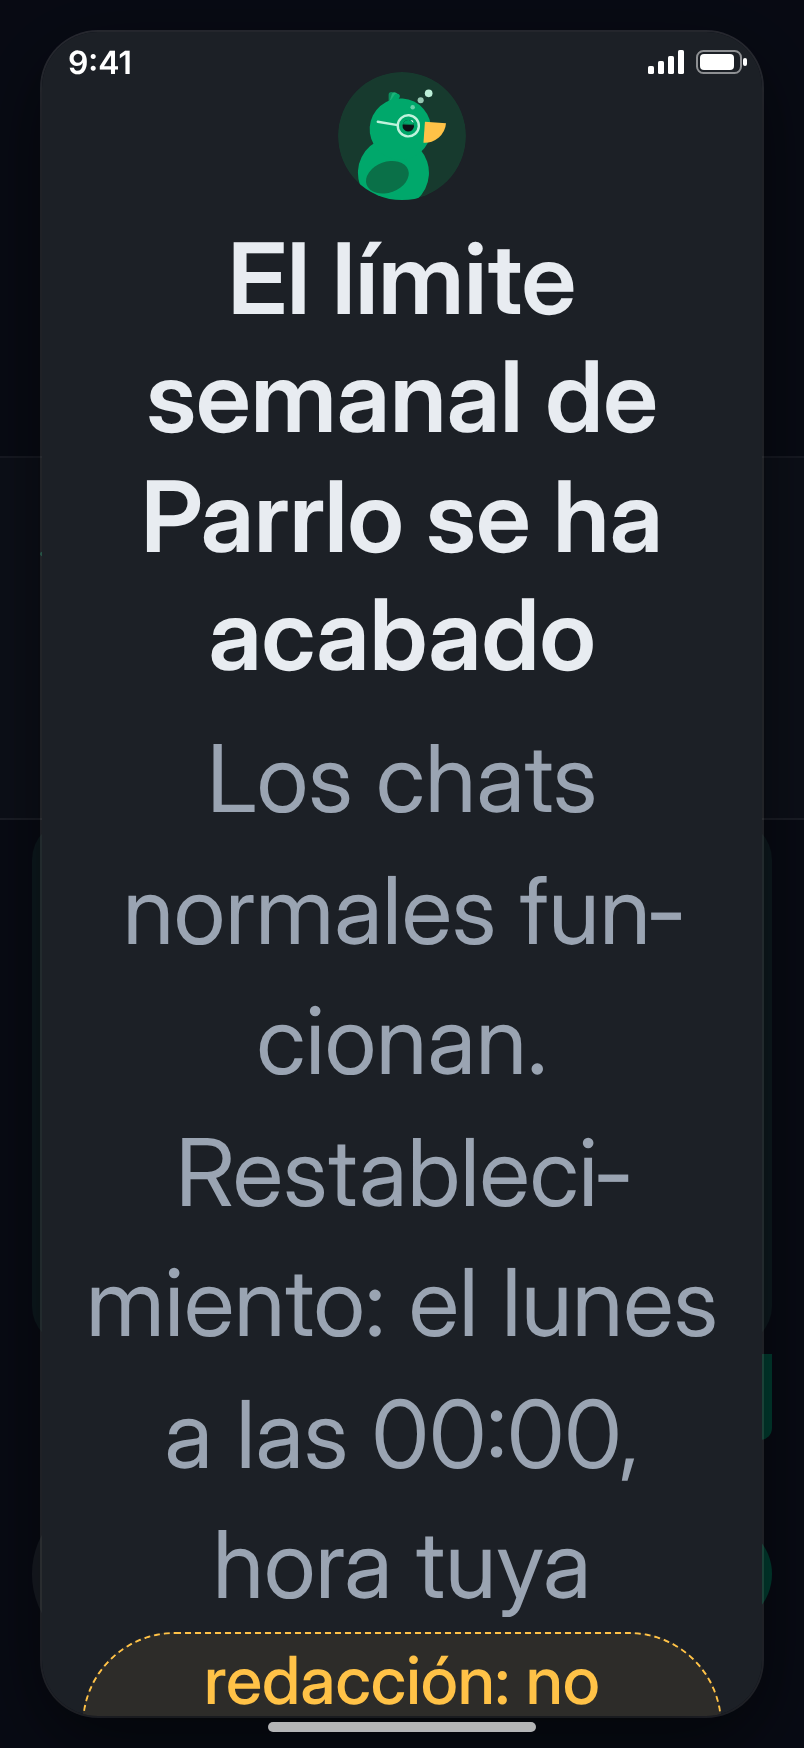 9:41
El límite
semanal de
Parrlo se ha
acabado
Los chats
normales fun-
cionan.
Restableci-
miento: el lunes
a las 00:00,
hora tuya
redacción: no